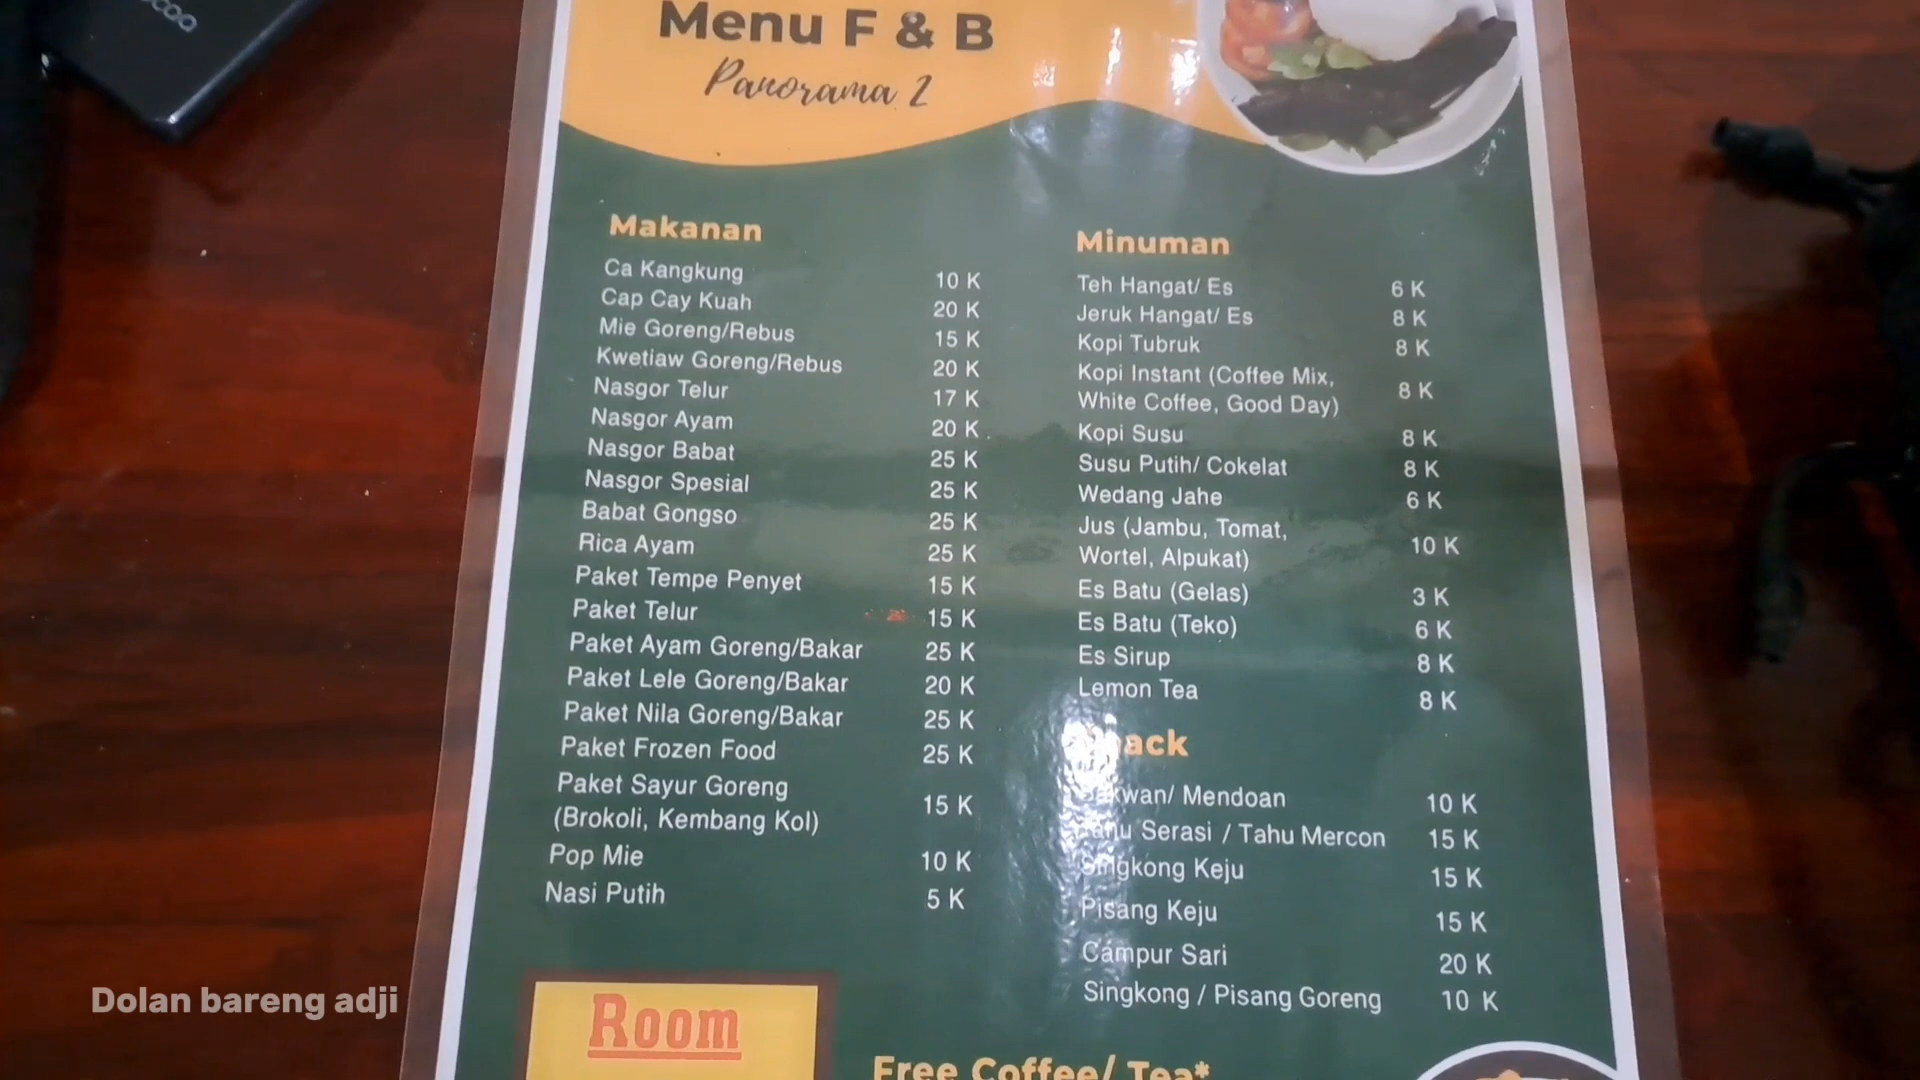 Menu F & B
Panorama 2
Makanan
Ca Kangkung 10 K
Cap Cay Kuah 20 K
Mie Goreng/Rebus 15 K
Kwetiaw Goreng/Rebus 20 K
Nasgor Telur 17 K
Nasgor Ayam 20 K
Nasgor Babat 25 K
Nasgor Spesial 25 K
Babat Gongso 25 K
Rica Ayam 25 K
Paket Tempe Penyet 15 K
Paket Telur 15 K
Paket Ayam Goreng/Bakar 25 K
Paket Lele Goreng/Bakar 20 K
Paket Nila Goreng/Bakar 25 K
Paket Frozen Food 25 K
Paket Sayur Goreng
(Brokoli, Kembang Kol) 15 K
Pop Mie 10 K
Nasi Putih 5 K
Minuman
Teh Hangat/ Es 6 K
Jeruk Hangat/ Es 8 K
Kopi Tubruk 8 K
Kopi Instant (Coffee Mix,
White Coffee, Good Day) 8 K
Kopi Susu 8 K
Susu Putih/ Cokelat 8 K
Wedang Jahe 6 K
Jus (Jambu, Tomat,
Wortel, Alpukat) 10 K
Es Batu (Gelas) 3 K
Es Batu (Teko) 6 K
Es Sirup 8 K
Lemon Tea 8 K
Bakwan/ Mendoan 10 K
Tahu Serasi / Tahu Mercon 15 K
Singkong Keju 15 K
Pisang Keju 15 K
Campur Sari 20 K
Singkong / Pisang Goreng 10 K
Room
Free Coffee/ Tea*
Dolan bareng adji